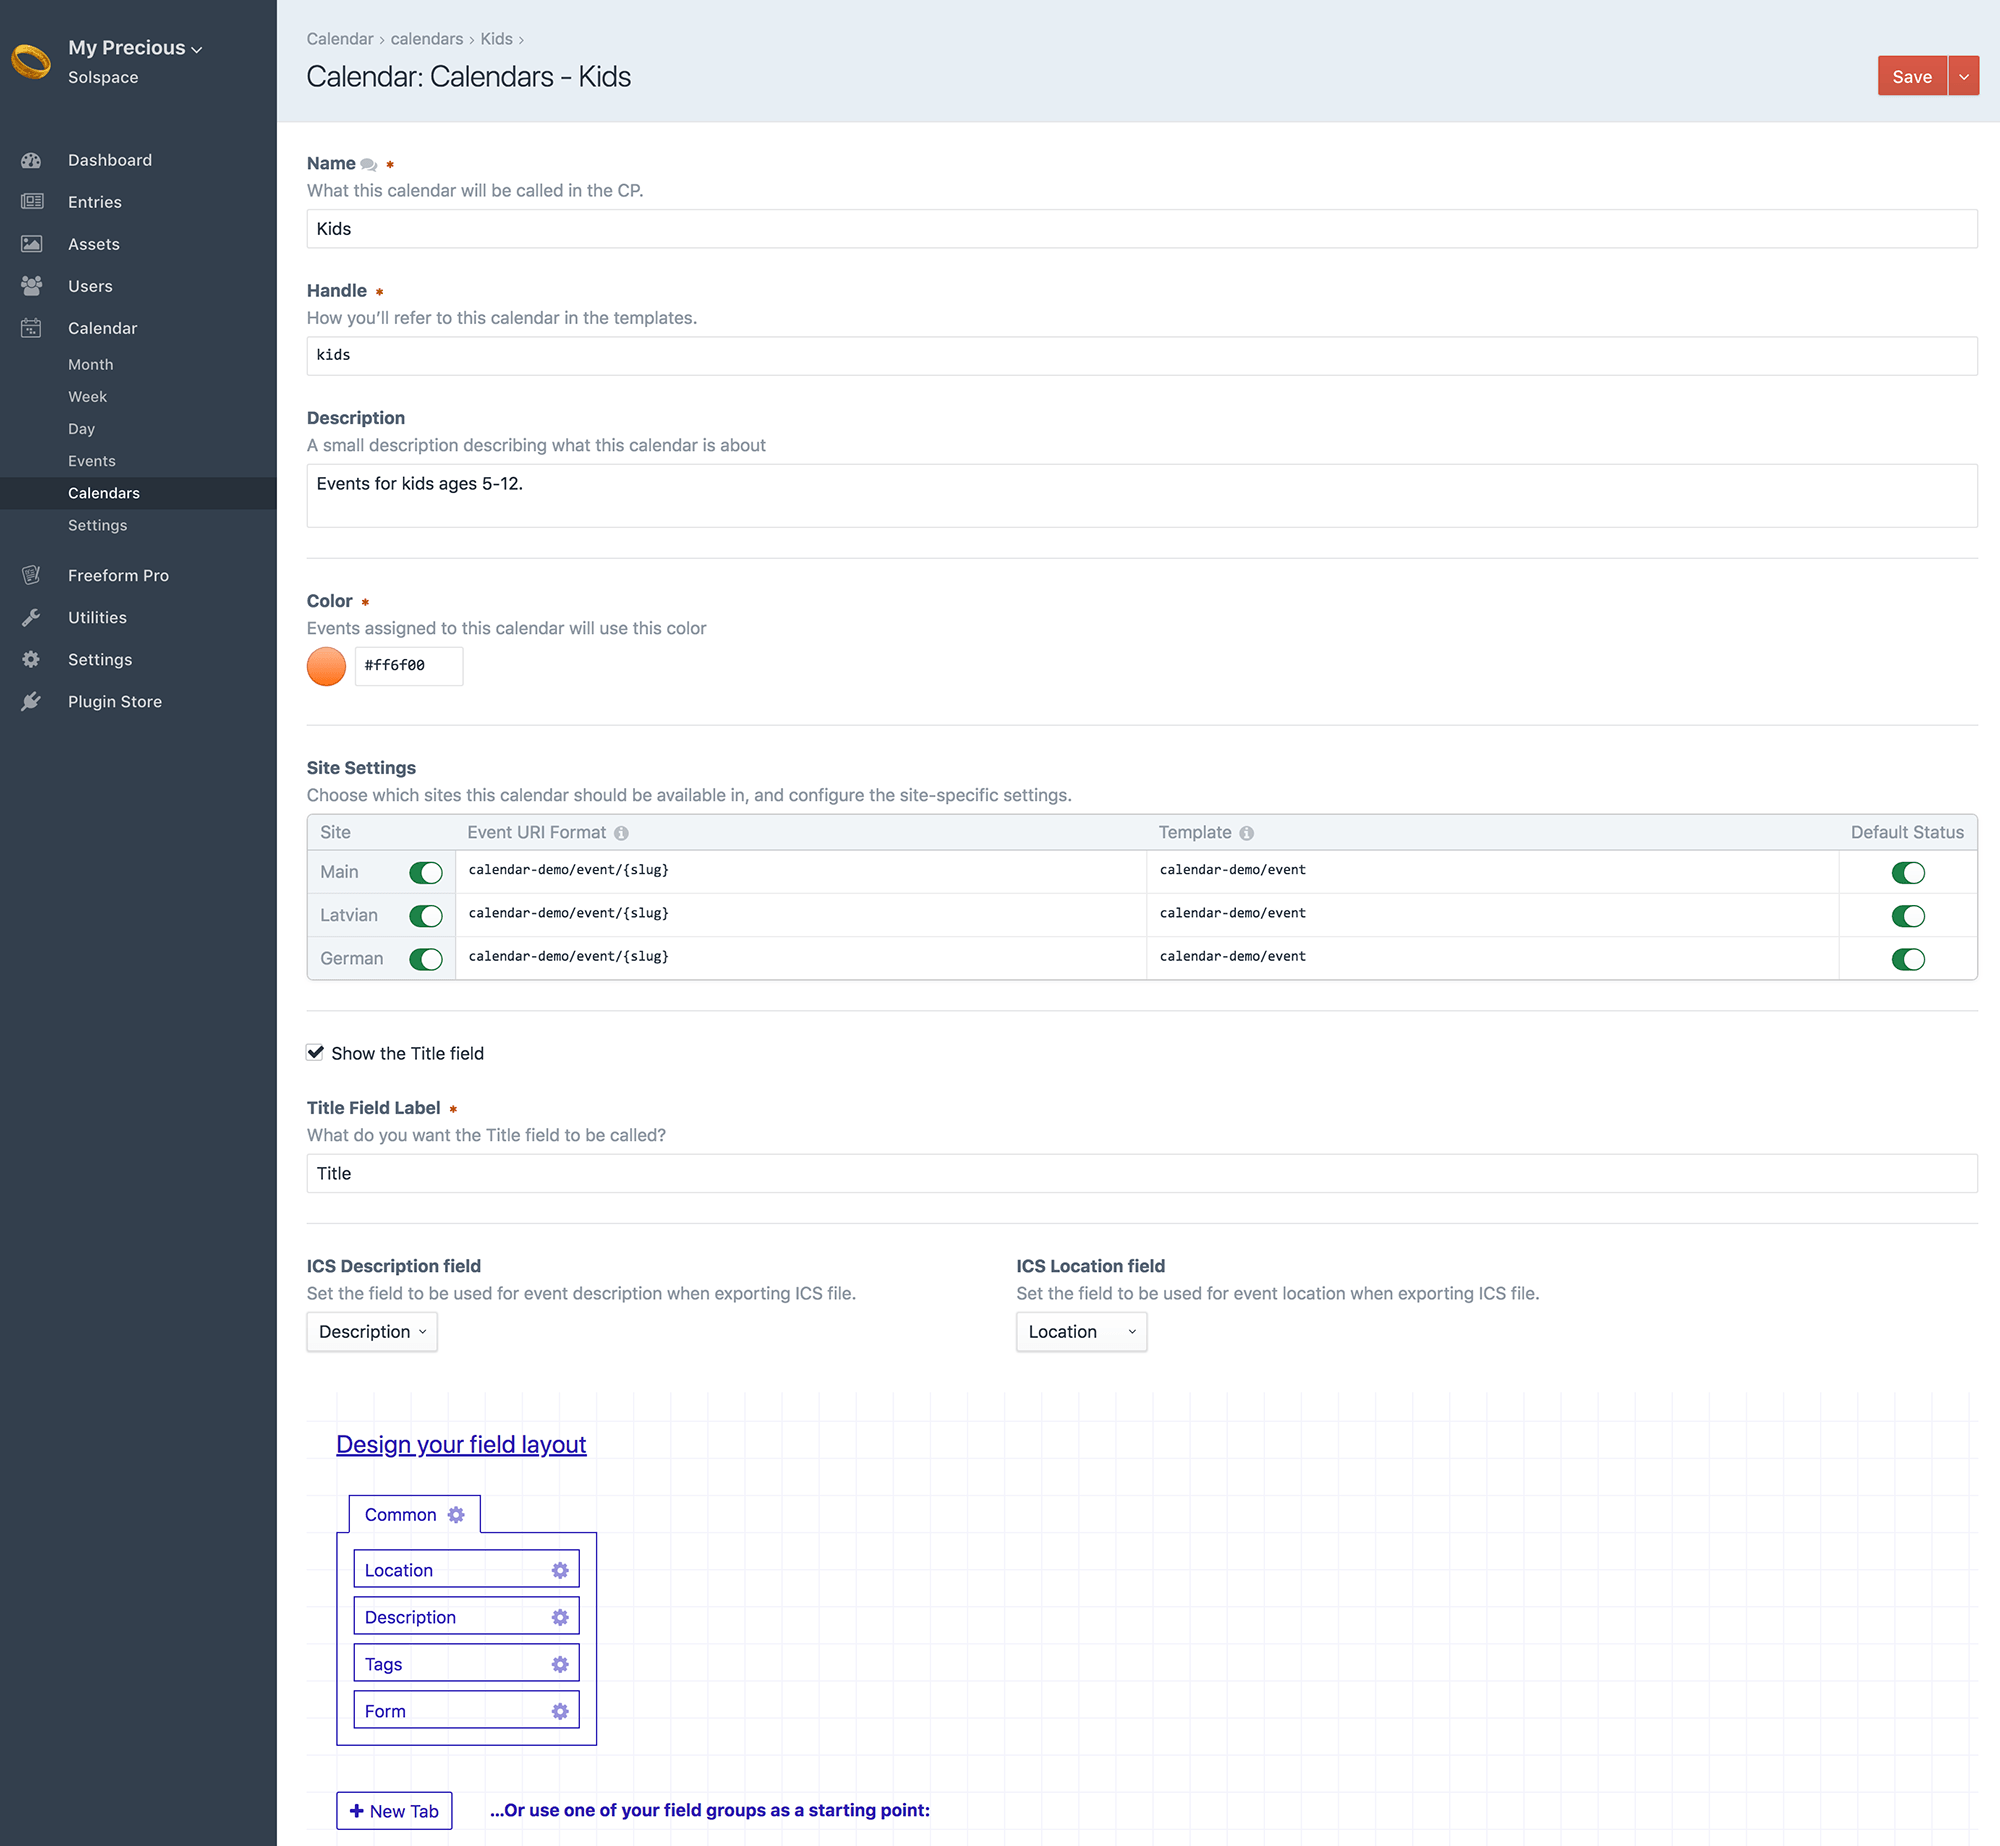 My Precious
Solspace
Dashboard
Entries
Assets
Users
Calendar
Month
Week
Day
Events
Calendars
Settings
Freeform Pro
Utilities
Settings
Plugin Store
Calendar › calendars › Kids ›
Calendar: Calendars - Kids
Save
Name *
What this calendar will be called in the CP.
Kids
Handle *
How you’ll refer to this calendar in the templates.
kids
Description
A small description describing what this calendar is about
Events for kids ages 5-12.
Color *
Events assigned to this calendar will use this color
#ff6f00
Site Settings
Choose which sites this calendar should be available in, and configure the site-specific settings.
Site Event URI Format Template Default Status
Main calendar-demo/event/{slug} calendar-demo/event
Latvian calendar-demo/event/{slug} calendar-demo/event
German calendar-demo/event/{slug} calendar-demo/event
Show the Title field
Title Field Label *
What do you want the Title field to be called?
Title
ICS Description field
Set the field to be used for event description when exporting ICS file.
Description
ICS Location field
Set the field to be used for event location when exporting ICS file.
Location
Design your field layout
Common
Location
Description
Tags
Form
+ New Tab
...Or use one of your field groups as a starting point: